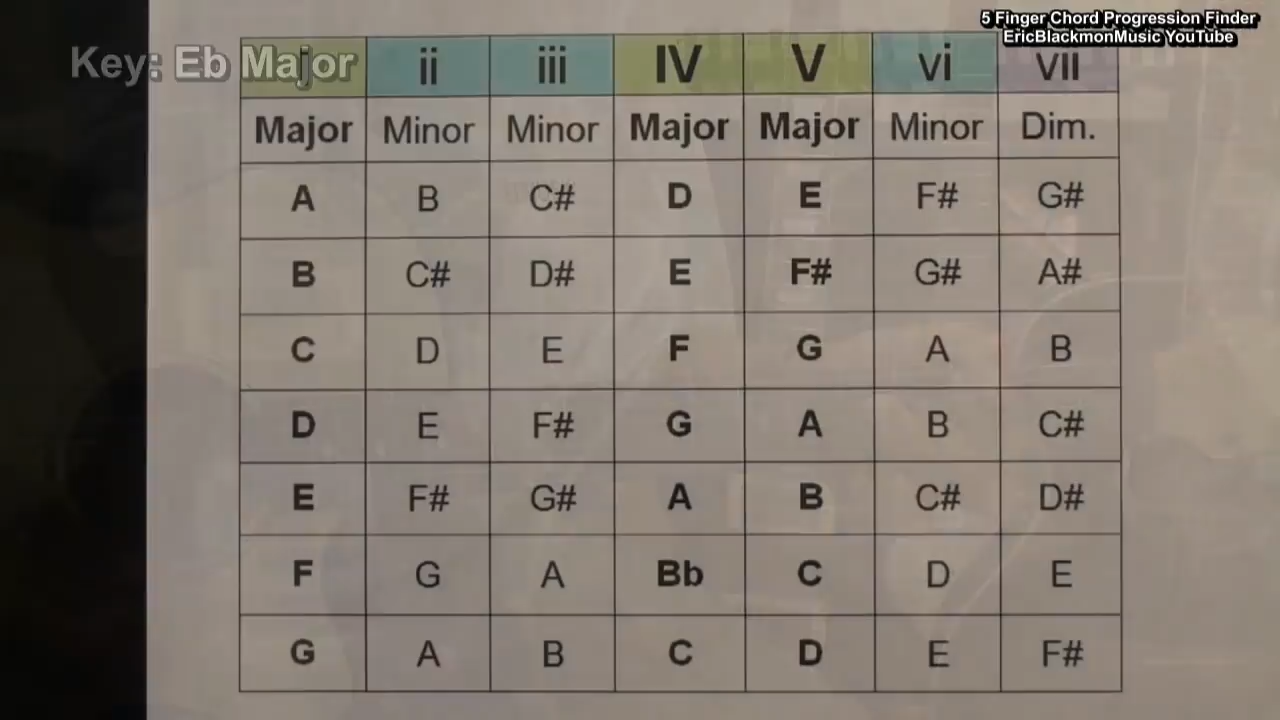 5 Finger Chord Progression Finder
EricBlackmonMusic YouTube
Key: Eb Major
I ii iii IV V vi VII
Major Minor Minor Major Major Minor Dim.
A B C# D E F# G#
B C# D# E F# G# A#
C D E F G A B
D E F# G A B C#
E F# G# A B C# D#
F G A Bb C D E
G A B C D E F#